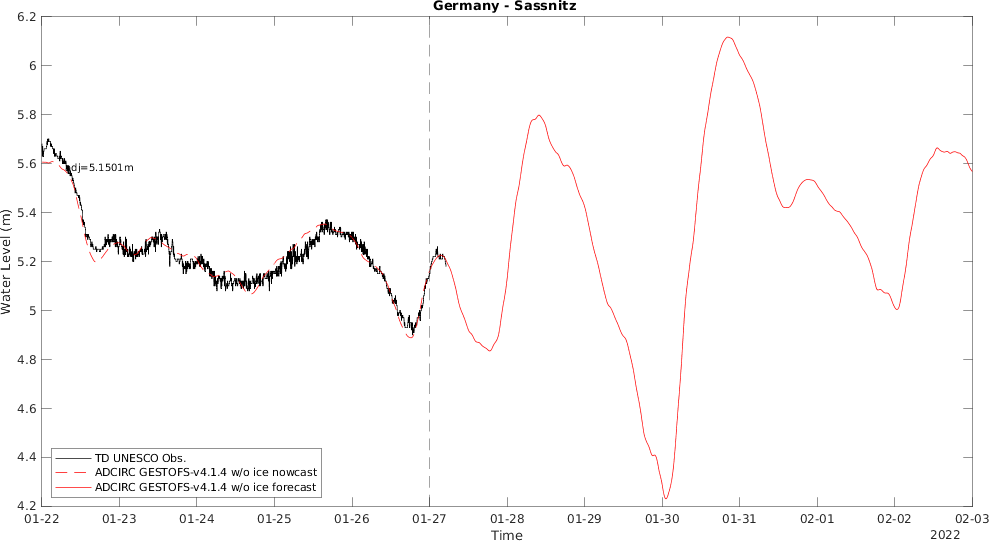 Germany - Sassnitz
6.2
6
5.8
5.6
5.4
5.2
5
4.8
4.6
4.4
4.2
Water Level (m)
dj=5.1501m
TD UNESCO Obs.
ADCIRC GESTOFS-v4.1.4 w/o ice nowcast
ADCIRC GESTOFS-v4.1.4 w/o ice forecast
01-22 01-23 01-24 01-25 01-26 01-27 01-28 01-29 01-30 01-31 02-01 02-02 02-03
Time
2022